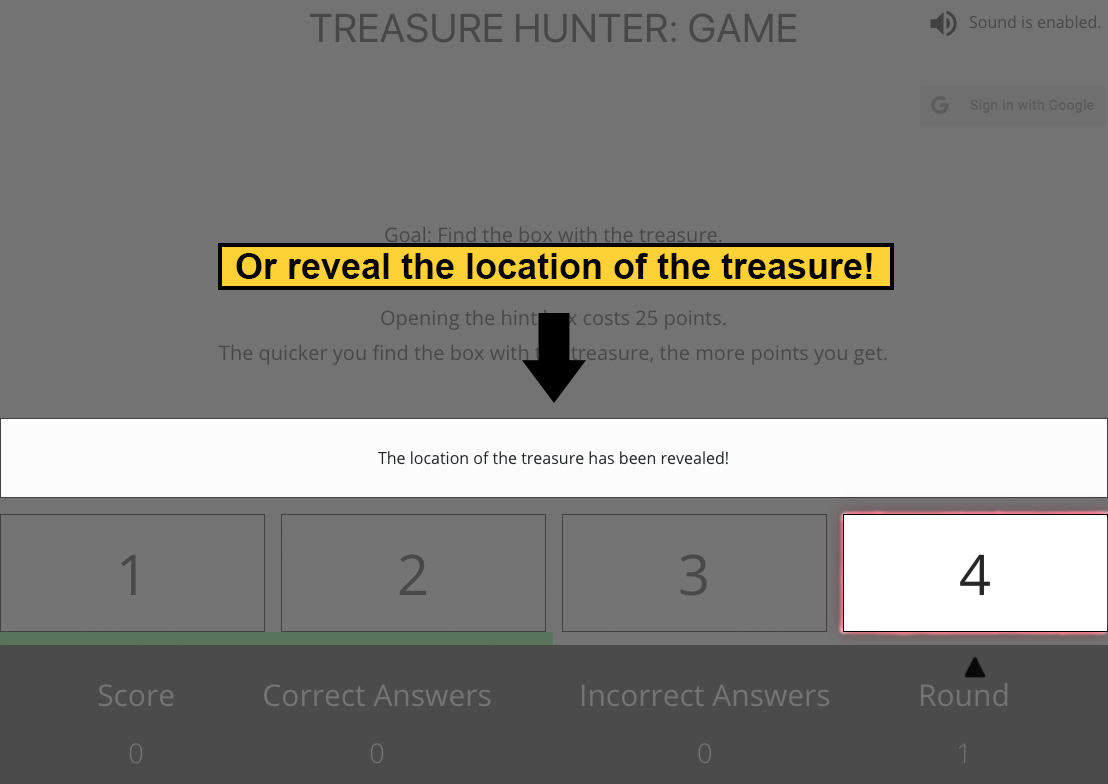 TREASURE HUNTER: GAME
Sound is enabled.
G Sign in with Google
Goal: Find the box with the treasure.
Or reveal the location of the treasure!
Opening the hint costs 25 points.
The quicker you find the box with treasure, the more points you get.
The location of the treasure has been revealed!
1 2 3 4
Score Correct Answers Incorrect Answers Round
0 0 0 1